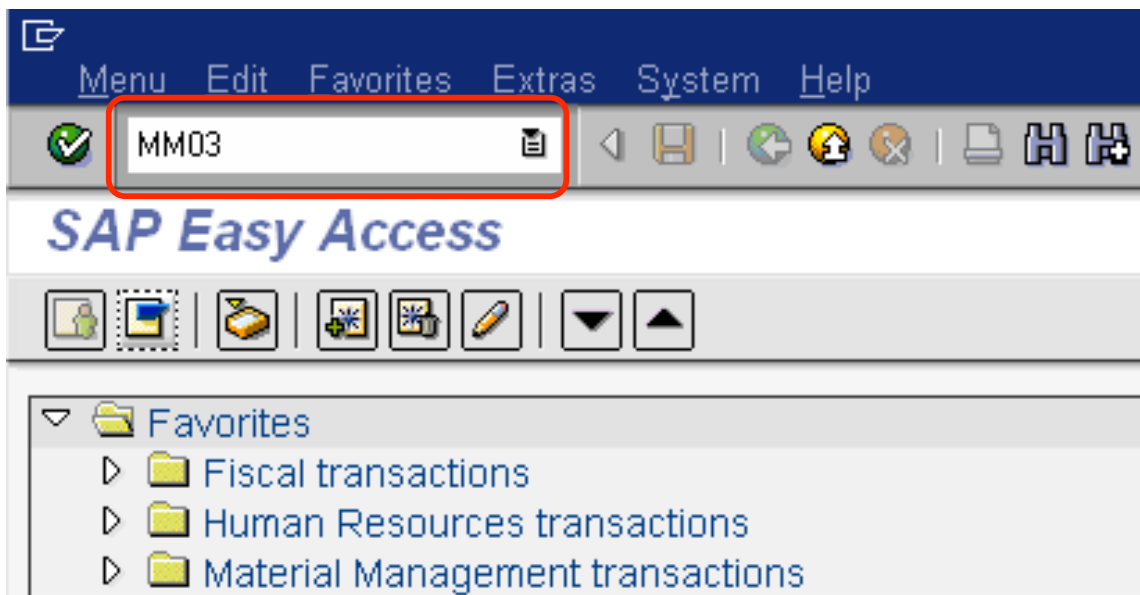 Menu Edit Favorites Extras System Help
MM03
SAP Easy Access
Favorites
Fiscal transactions
Human Resources transactions
Material Management transactions